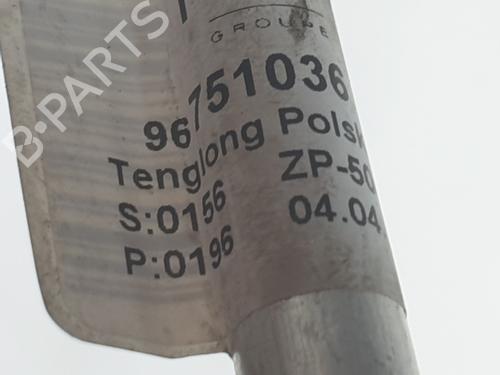 GROUPE
96751036
Tenglong Polsk
S:0156 ZP-50
P:0196 04.04.
B-PARTS